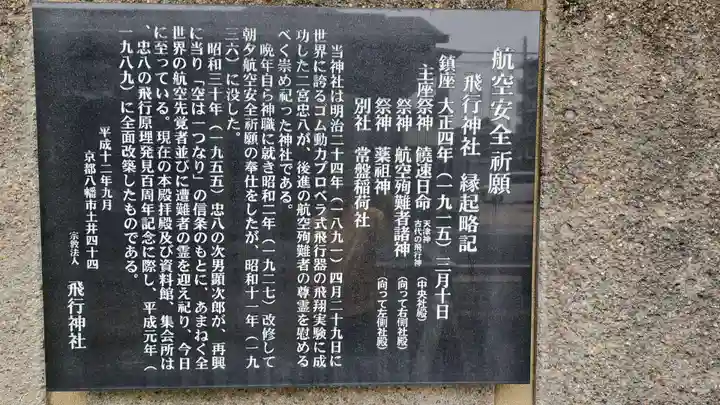 航空安全祈願
飛行神社 縁起略記
鎮座 大正四年（一九一五）三月十日
主座祭神 饒速日命 天津神 古代の飛行神 （中央社殿）
祭神 航空殉難者諸神 （向って右側社殿）
祭神 薬祖神 （向って左側社殿）
別社 常盤稲荷社
当神社は明治二十四年（一八九一）四月二十九日に
世界に誇るゴム動力プロペラ式飛行器の飛翔実験に成
功した二宮忠八が、後進の航空殉難者の尊霊を慰める
べく崇め祀った神社である。
晩年自ら神職に就き昭和二年（一九二七）改修して
朝夕航空安全祈願の奉仕をしたが、昭和十一年（一九
三六）に没した。
昭和三十年（一九五五）忠八の次男顕次郎が、再興
に当り「空は一つなり」の信条のもとに、あまねく全
世界の航空先覚者並びに遭難者の霊を迎え祀り、今日
に至っている。現在の本殿拝殿及び資料館、集会所は
、忠八の飛行原理発見百周年記念に際し、平成元年（
一九八九）に全面改築したものである。
平成十二年九月
京都八幡市土井四十四
宗教法人 飛行神社